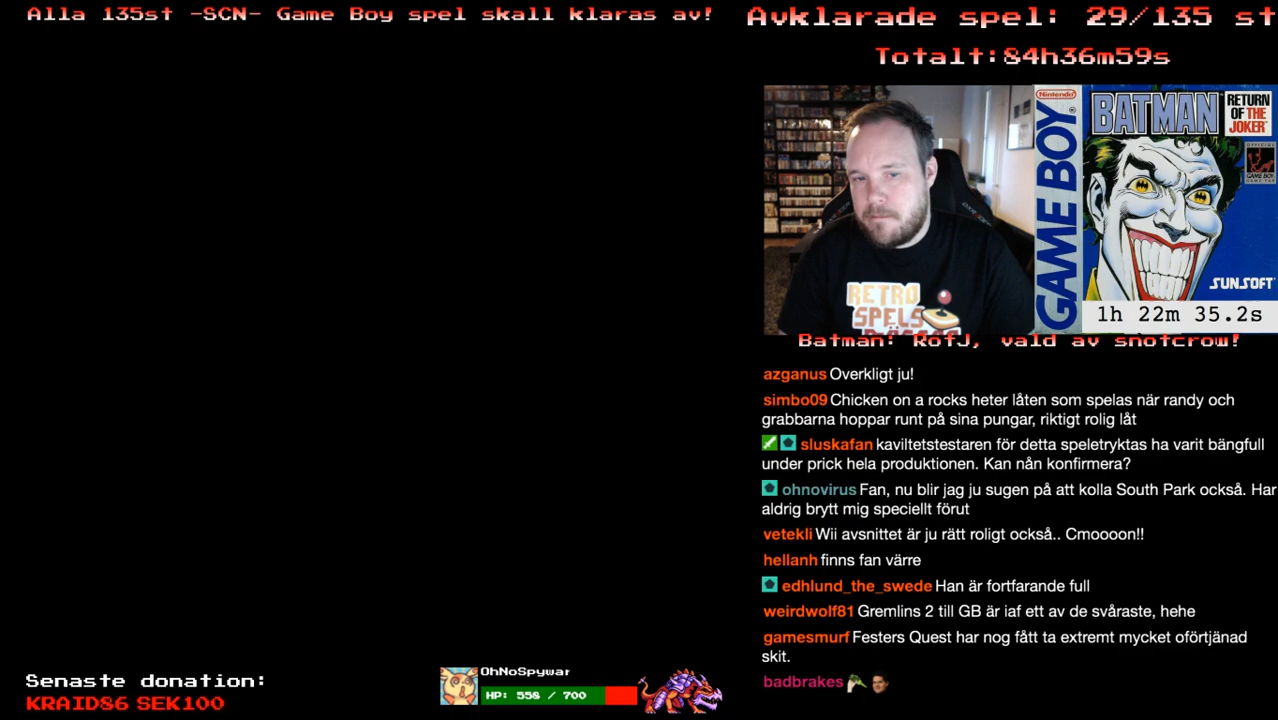 Alla 135st -SCN- Game Boy spel skall klaras av!
Avklarade spel: 29/135 st
Totalt:84h36m59s
Nintendo
GAME BOY
BATMAN
RETURN
OF THE
JOKER
OFFICIAL
SUNSOFT
1h 22m 35.2s
RETRO
SPELS
Batman: RofJ, vald av snotcrow!
azganus Overkligt ju!
simbo09 Chicken on a rocks heter låten som spelas när randy och
grabbarna hoppar runt på sina pungar, riktigt rolig låt
sluskafan kaviltetstestaren för detta speletryktas ha varit bängfull
under prick hela produktionen. Kan nån konfirmera?
ohnovirus Fan, nu blir jag ju sugen på att kolla South Park också. Har
aldrig brytt mig speciellt förut
vetekli Wii avsnittet är ju rätt roligt också.. Cmoooon!!
hellanh finns fan värre
edhlund_the_swede Han är fortfarande full
weirdwolf81 Gremlins 2 till GB är iaf ett av de svåraste, hehe
gamesmurf Festers Quest har nog fått ta extremt mycket oförtjänad
skit.
badbrakes
Senaste donation:
KRAID86 SEK100
OhNoSpywar
HP: 558 / 700